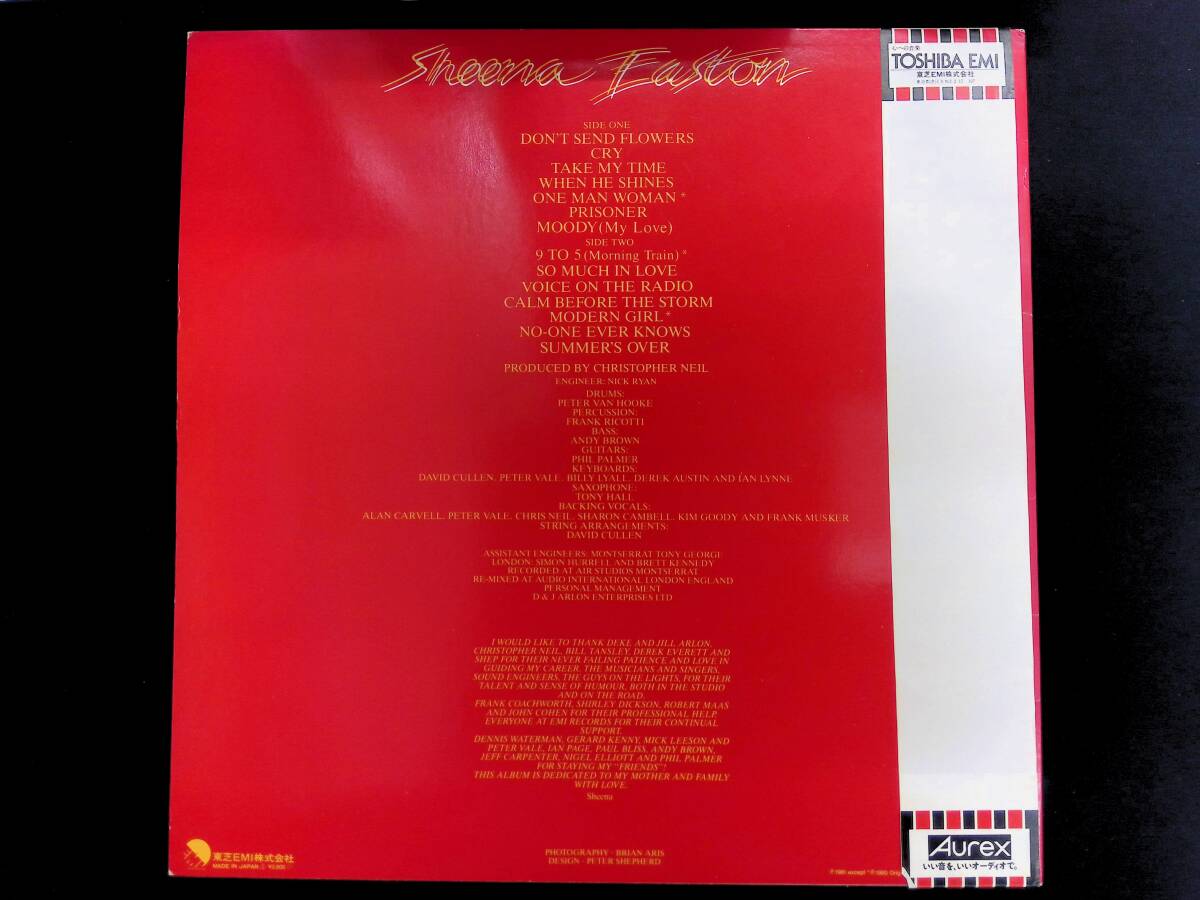 Sheena Easton
SIDE ONE
DON'T SEND FLOWERS
CRY
TAKE MY TIME
WHEN HE SHINES
ONE MAN WOMAN*
PRISONER
MOODY (My Love)
SIDE TWO
9 TO 5 (Morning Train)*
SO MUCH IN LOVE
VOICE ON THE RADIO
CALM BEFORE THE STORM
MODERN GIRL*
NO-ONE EVER KNOWS
SUMMER'S OVER
PRODUCED BY CHRISTOPHER NEIL
ENGINEER: NICK RYAN
DRUMS:
PETER VAN HOOKE
PERCUSSION:
FRANK RICOTTI
BASS:
ANDY BROWN
GUITARS:
PHIL PALMER
KEYBOARDS:
DAVID CULLEN, PETER VALE, BILLY LYALL, DEREK AUSTIN AND IAN LYNNE
SAXOPHONE:
TONY HALL
BACKING VOCALS:
ALAN CARVELL, PETER VALE, CHRIS NEIL, SHARON CAMBELL, KIM GOODY AND FRANK MUSKER
STRING ARRANGEMENTS:
DAVID CULLEN
ASSISTANT ENGINEERS: MONTSERRAT TONY GEORGE
LONDON: SIMON HURRELL AND BRETT KENNEDY
RECORDED AT AIR STUDIOS MONTSERRAT
RE-MIXED AT AUDIO INTERNATIONAL LONDON ENGLAND
PERSONAL MANAGEMENT
D & J ARLON ENTERPRISES LTD
I WOULD LIKE TO THANK DEKE AND JILL ARLON,
CHRISTOPHER NEIL, BILL TANSLEY, DEREK EVERETT AND
SHEP FOR THEIR NEVER FAILING PATIENCE AND LOVE IN
GUIDING MY CAREER, THE MUSICIANS AND SINGERS,
SOUND ENGINEERS, THE GUYS ON THE LIGHTS, FOR THEIR
TALENT AND SENSE OF HUMOUR, BOTH IN THE STUDIO
AND ON THE ROAD.
FRANK COACHWORTH, SHIRLEY DICKSON, ROBERT MAAS
AND JOHN COHEN FOR THEIR PROFESSIONAL HELP
EVERYONE AT EMI RECORDS FOR THEIR CONTINUAL
SUPPORT.
DENNIS WATERMAN, GERARD KENNY, MICK LEESON AND
PETER VALE, IAN PAGE, PAUL BLISS, ANDY BROWN,
JEFF CARPENTER, NIGEL ELLIOTT AND PHIL PALMER
FOR STAYING MY "FRIENDS"!
THIS ALBUM IS DEDICATED TO MY MOTHER AND FAMILY
WITH LOVE.
Sheena
PHOTOGRAPHY · BRIAN ARIS
DESIGN · PETER SHEPHERD
東芝EMI株式会社
MADE IN JAPAN
心への音楽
TOSHIBA EMI
東芝EMI株式会社
Aurex
いい音を、いいオーディオで。